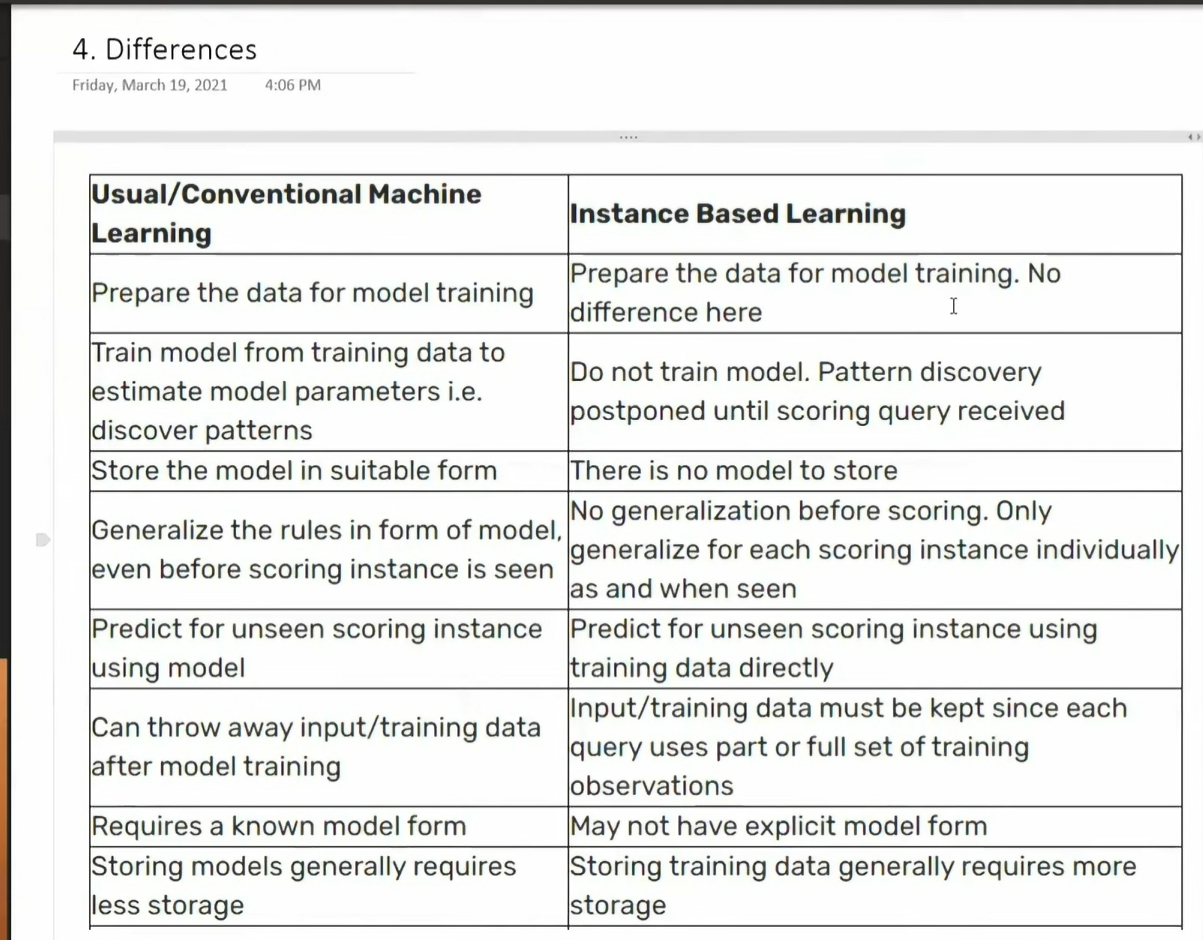 4. Differences
Friday, March 19, 2021 4:06 PM
Usual/Conventional Machine
Learning
Instance Based Learning
Prepare the data for model training
Prepare the data for model training. No
difference here
Train model from training data to
estimate model parameters i.e.
discover patterns
Do not train model. Pattern discovery
postponed until scoring query received
Store the model in suitable form
There is no model to store
Generalize the rules in form of model,
even before scoring instance is seen
No generalization before scoring. Only
generalize for each scoring instance individually
as and when seen
Predict for unseen scoring instance
using model
Predict for unseen scoring instance using
training data directly
Can throw away input/training data
after model training
Input/training data must be kept since each
query uses part or full set of training
observations
Requires a known model form
May not have explicit model form
Storing models generally requires
less storage
Storing training data generally requires more
storage